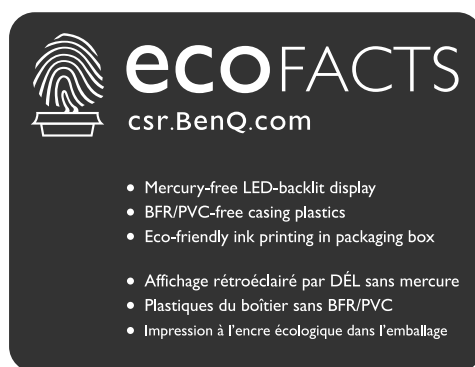 ecoFACTS
csr.BenQ.com
• Mercury-free LED-backlit display
• BFR/PVC-free casing plastics
• Eco-friendly ink printing in packaging box
• Affichage rétroéclairé par DÉL sans mercure
• Plastiques du boîtier sans BFR/PVC
• Impression à l'encre écologique dans l'emballage